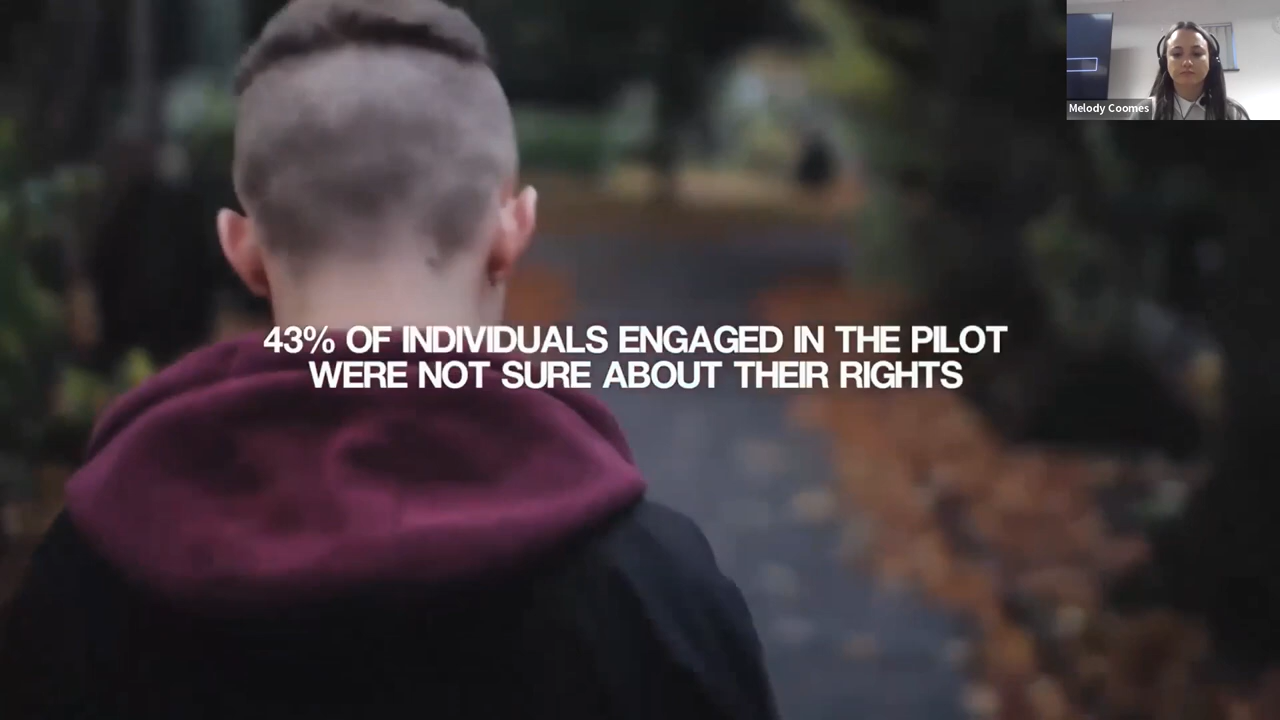 Melody Coomes
43% OF INDIVIDUALS ENGAGED IN THE PILOT
WERE NOT SURE ABOUT THEIR RIGHTS